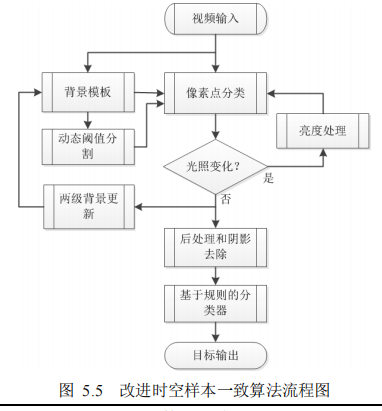 视频输入
背景模板
像素点分类
动态阈值分
割
亮度处理
光照变化?
是
否
两级背景更
新
后处理和阴影
去除
基于规则的分
类器
目标输出
图 5.5 改进时空样本一致算法流程图